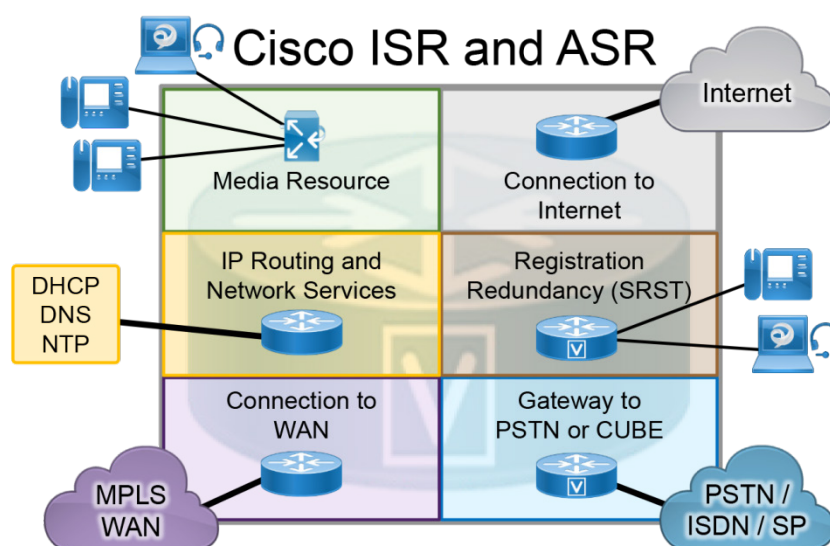 Cisco ISR and ASR
Internet
Media Resource
Connection to
Internet
DHCP
DNS
NTP
IP Routing and
Network Services
Registration
Redundancy (SRST)
V
V
Connection to
WAN
Gateway to
PSTN or CUBE
V
MPLS
WAN
PSTN /
ISDN / SP